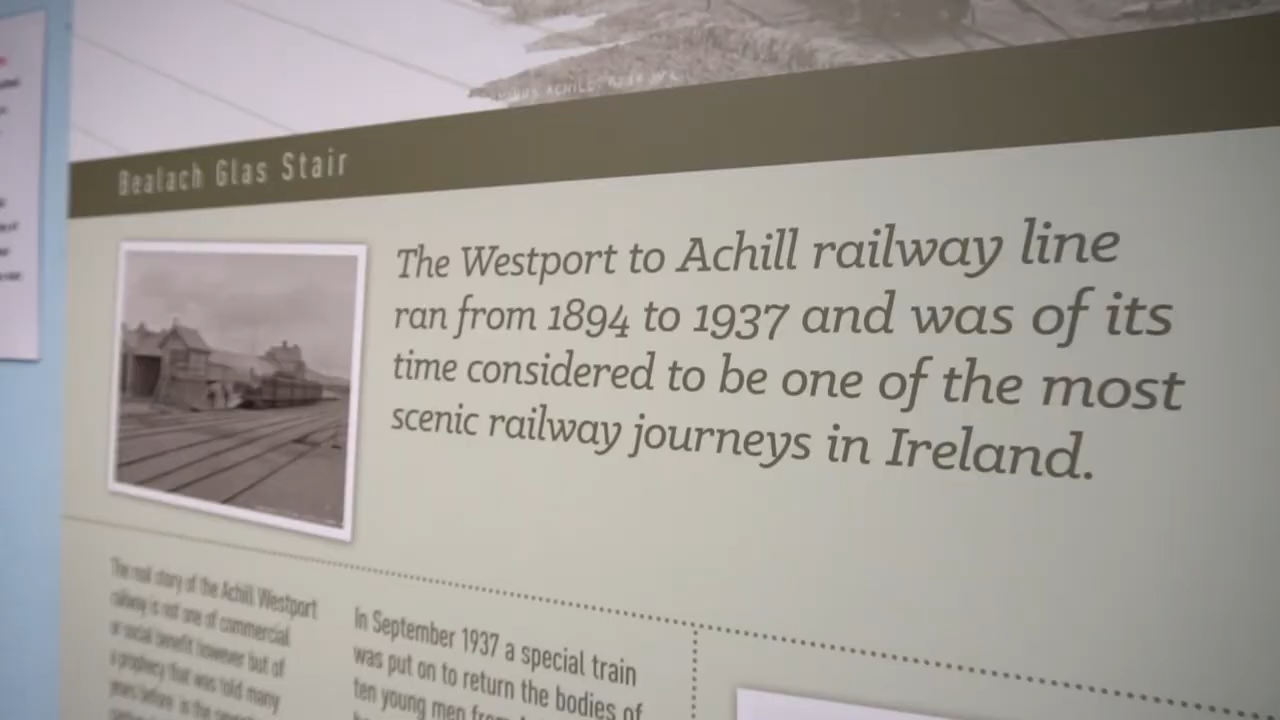 Bealach Glas Stair
The Westport to Achill railway line
ran from 1894 to 1937 and was of its
time considered to be one of the most
scenic railway journeys in Ireland.
The real story of the Achill Westport
railway is not one of commercial
or social benefit however but of
a prophecy that was told many
years before
In September 1937 a special train
was put on to return the bodies of
ten young men from